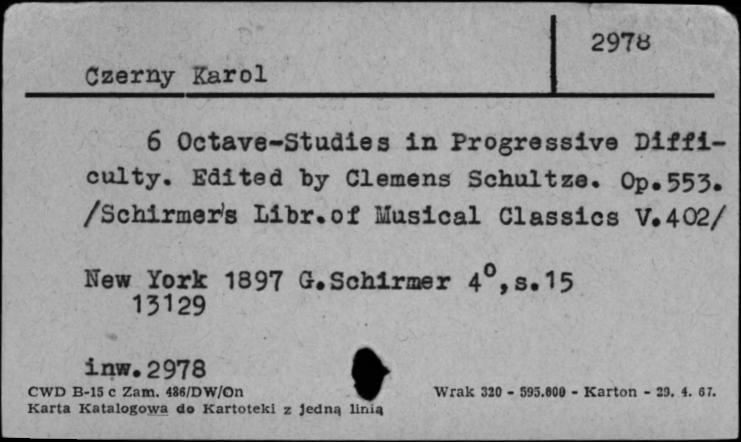 2978
Czerny Karol
6 Octave-Studies in Progressive Diffi-
culty. Edited by Clemens Schultze. Op.553.
/Schirmer's Libr.of Musical Classics V.402/
New York 1897 G.Schirmer 4°,s.15
13129
inw.2978
CWD B-15 c Zam. 486/DW/On Wrak 320 - 595.000 - Karton - 29. 4. 67.
Karta Katalogowa do Kartoteki z jedną linią